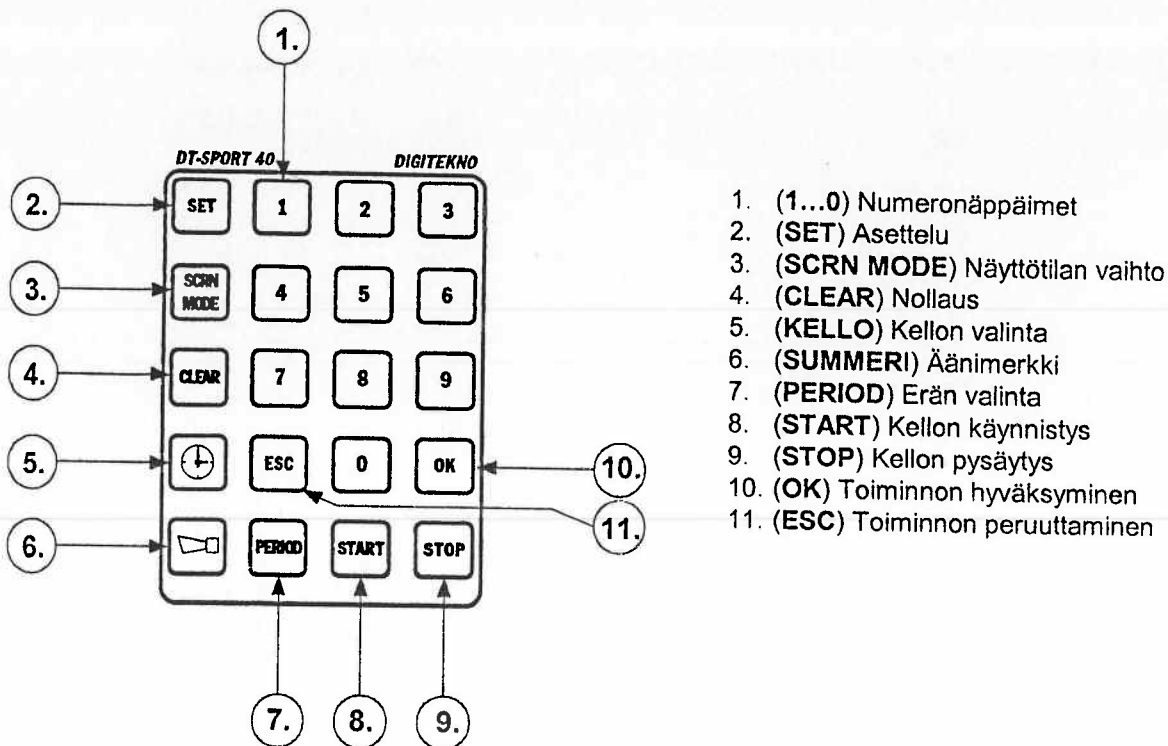 1.
DT-SPORT 40 DIGITEKNO
2. SET 1 2 3
3. SCRN MODE 4 5 6
4. CLEAR 7 8 9
5. ESC 0 OK 10.
11.
6. PERIOD START STOP
7. 8. 9.
1. (1...0) Numeronäppäimet
2. (SET) Asettelu
3. (SCRN MODE) Näyttötilan vaihto
4. (CLEAR) Nollaus
5. (KELLO) Kellon valinta
6. (SUMMERI) Äänimerkki
7. (PERIOD) Erän valinta
8. (START) Kellon käynnistys
9. (STOP) Kellon pysäytys
10. (OK) Toiminnon hyväksyminen
11. (ESC) Toiminnon peruuttaminen